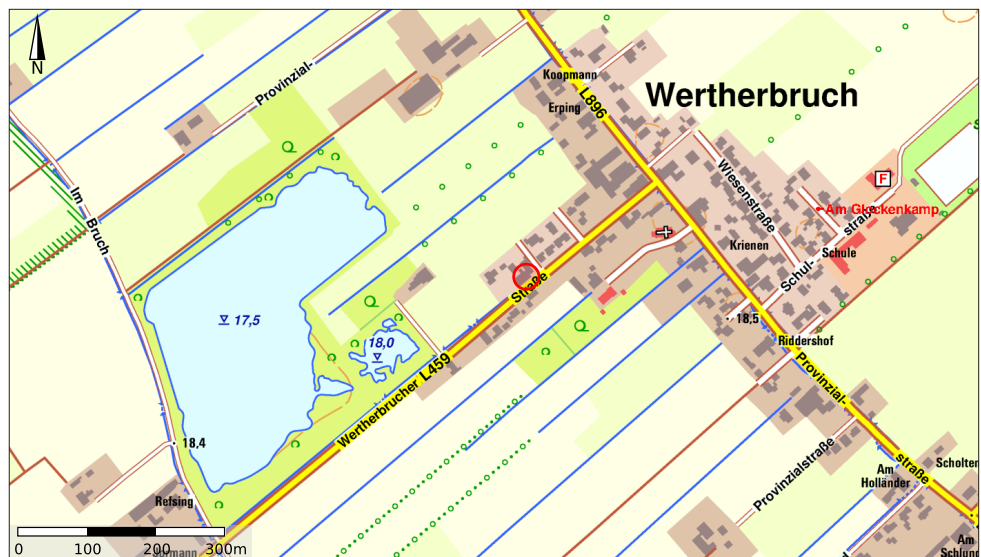 N
Provinzial-
Koopmann
Erping
L896
Wertherbruch
Wiesenstraße
F
Am Glockenkamp
straße
Im Bruch
Krienen
Schule
Schul-
17,5
18,0
Straße
18,5
Riddershof
Wertherbrucher L459
Provinzial-
straße
18,4
Provinzialstraße
Am
Holländer
Scholten
Refsing
Am
0 100 200 300m